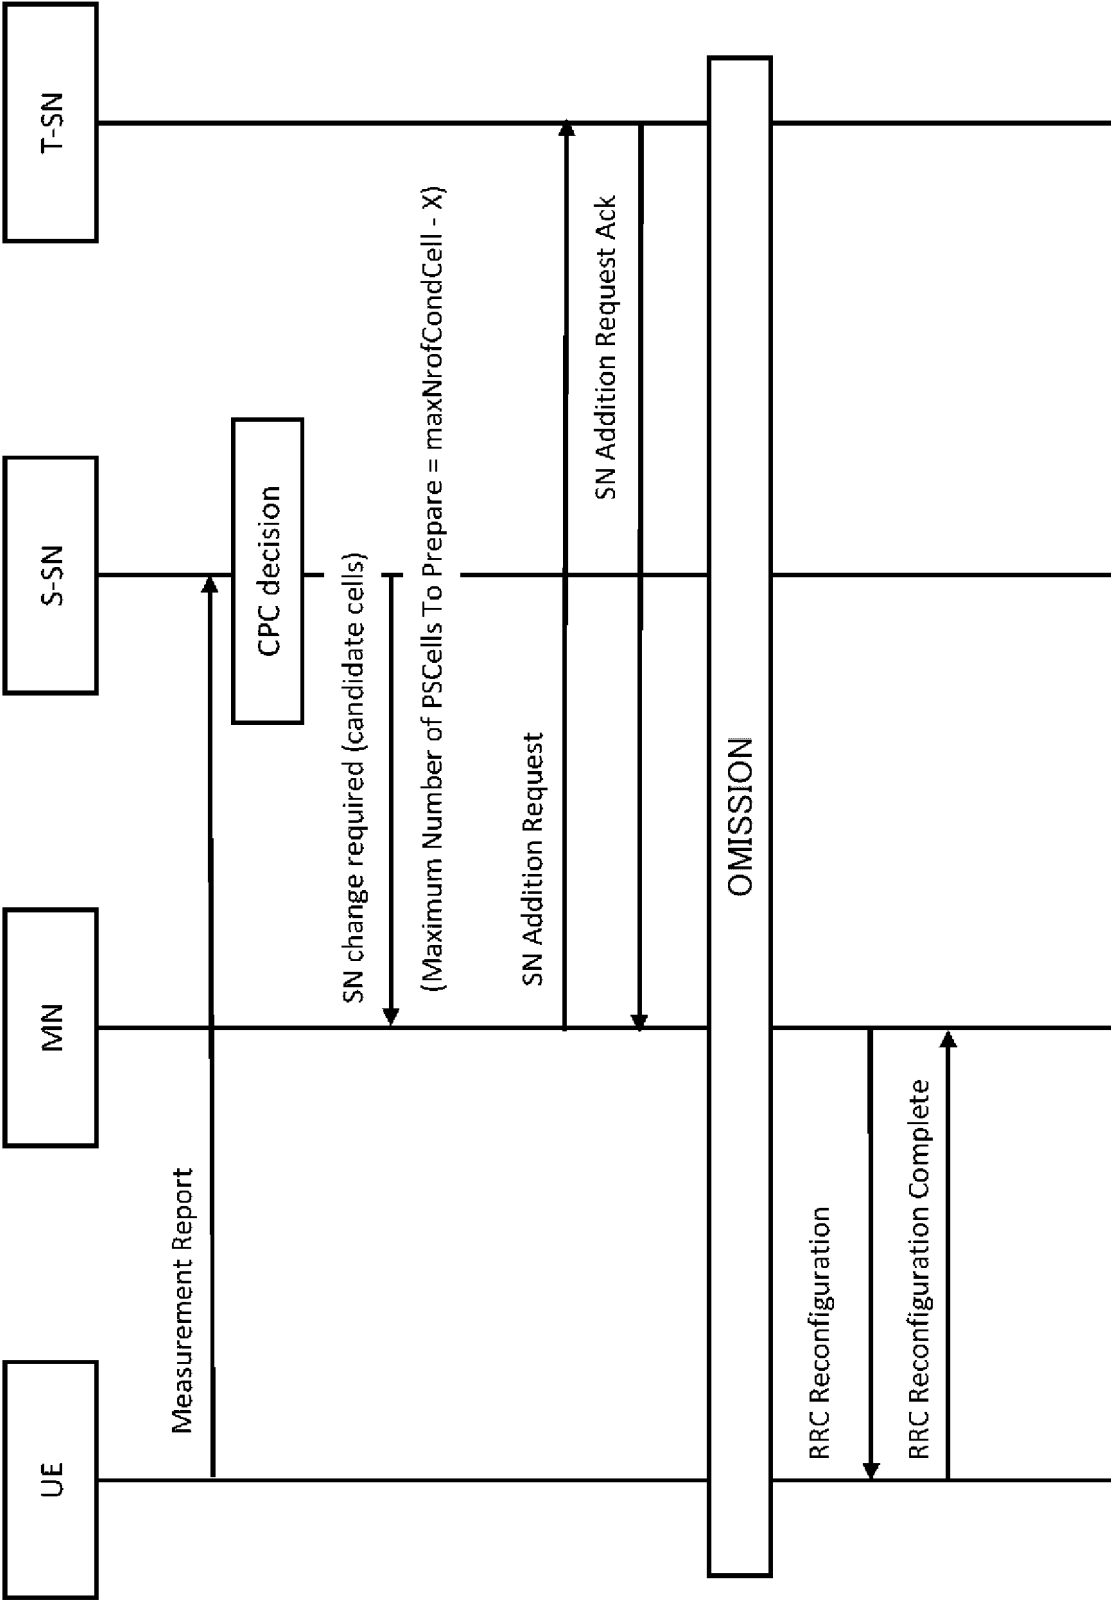 UE
MN
S-SN
T-SN
Measurement Report
CPC decision
SN change required (candidate cells)
(Maximum Number of PSCells To Prepare = maxNrofCondCell - X)
SN Addition Request
SN Addition Request Ack
OMISSION
RRC Reconfiguration
RRC Reconfiguration Complete